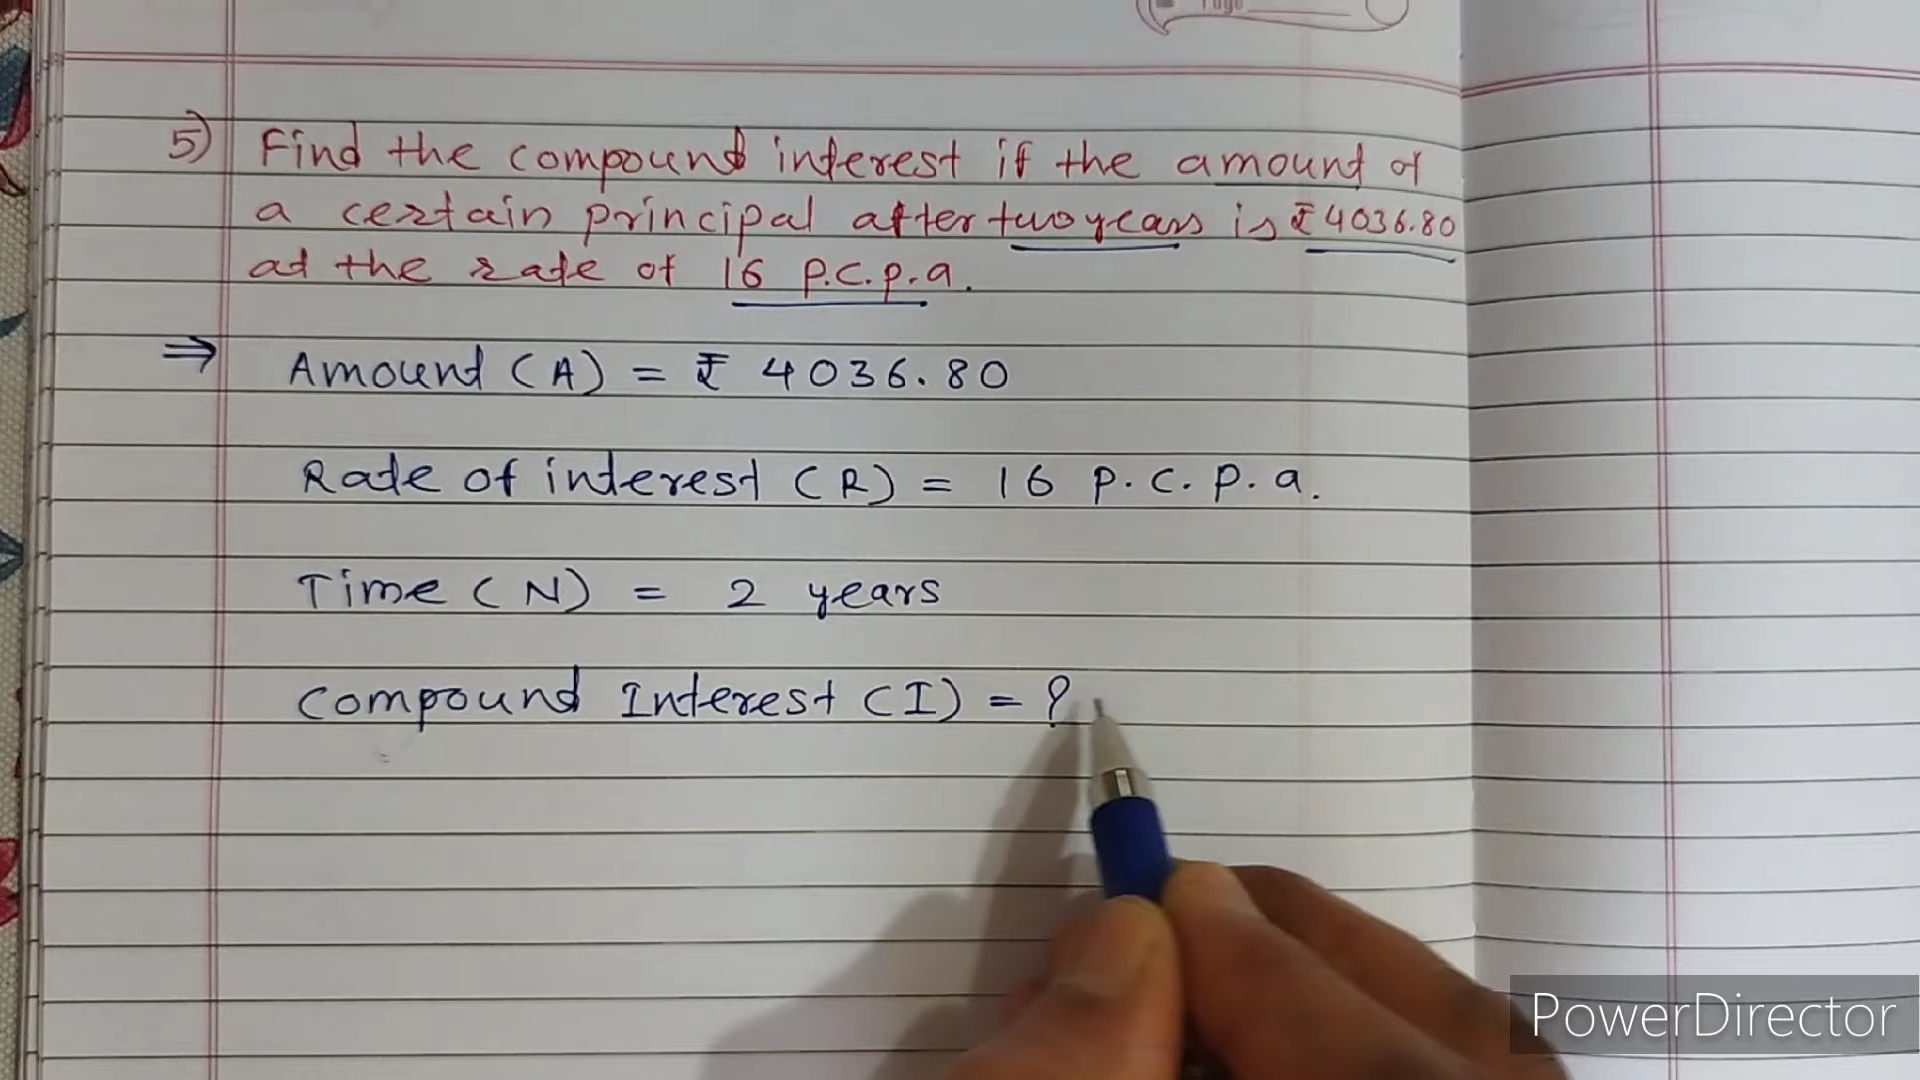 Page
5) Find the compound interest if the amount of
a certain principal after two years is ₹ 4036.80
at the rate of 16 p.c.p.a.
⇒ Amount (A) = ₹ 4036.80
Rate of interest (R) = 16 p.c.p.a.
Time (N) = 2 years
Compound Interest (I) = ?
PowerDirector